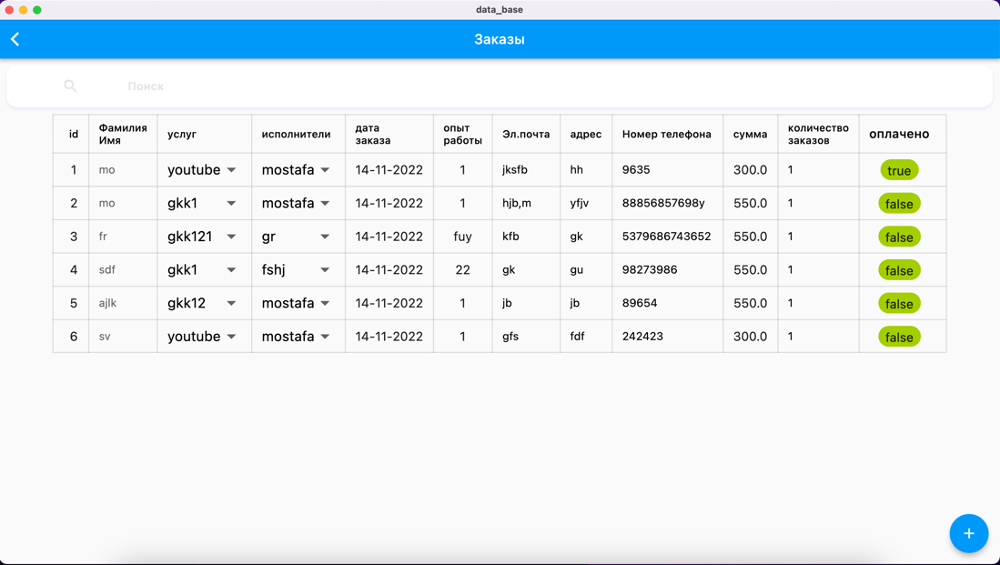 data_base
Заказы
Поиск
id Фамилия Имя услуг исполнители дата заказа опыт работы Эл.почта адрес Номер телефона сумма количество заказов оплачено
1 mo youtube mostafa 14-11-2022 1 jksfb hh 9635 300.0 1 true
2 mo gkk1 mostafa 14-11-2022 1 hjb,m yfjv 88856857698y 550.0 1 false
3 fr gkk121 gr 14-11-2022 fuy kfb gk 5379686743652 550.0 1 false
4 sdf gkk1 fshj 14-11-2022 22 gk gu 98273986 550.0 1 false
5 ajlk gkk12 mostafa 14-11-2022 1 jb jb 89654 550.0 1 false
6 sv youtube mostafa 14-11-2022 1 gfs fdf 242423 300.0 1 false